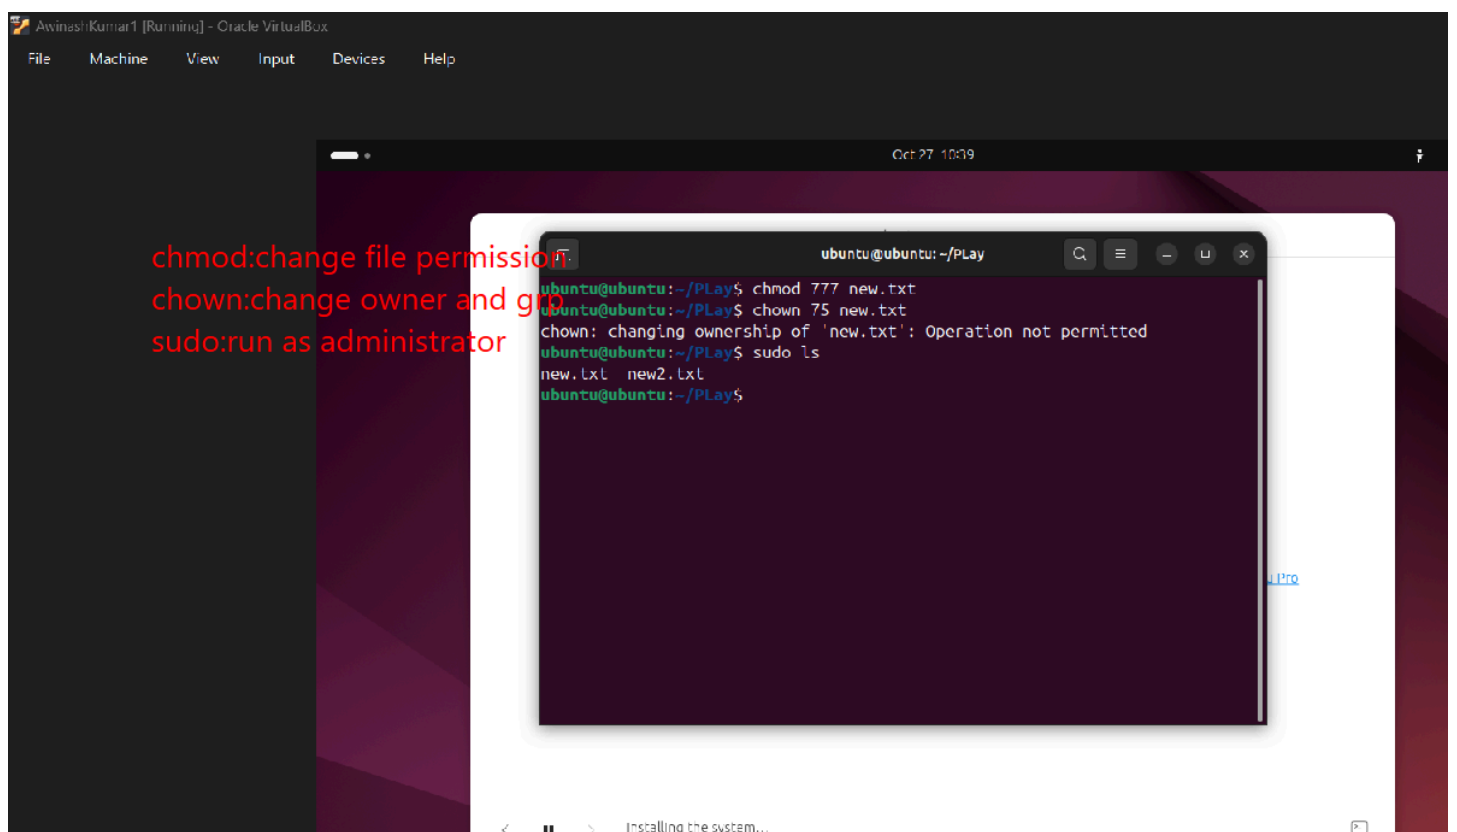 AwinashKumar1 [Running] - Oracle VirtualBox
File Machine View Input Devices Help
Oct 27 10:39
chmod:change file permission
chown:change owner and grp
sudo:run as administrator
ubuntu@ubuntu: ~/PLay
ubuntu@ubuntu:~/PLay$ chmod 777 new.txt
ubuntu@ubuntu:~/PLay$ chown 75 new.txt
chown: changing ownership of 'new.txt': Operation not permitted
ubuntu@ubuntu:~/PLay$ sudo ls
new.txt new2.txt
ubuntu@ubuntu:~/PLay$
Pro
Installing the system...